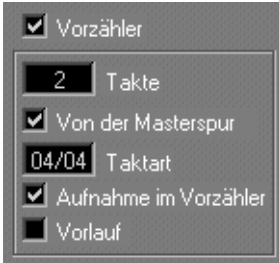 Vorzähler
2 Takte
Von der Masterspur
04/04 Taktart
Aufnahme im Vorzähler
Vorlauf